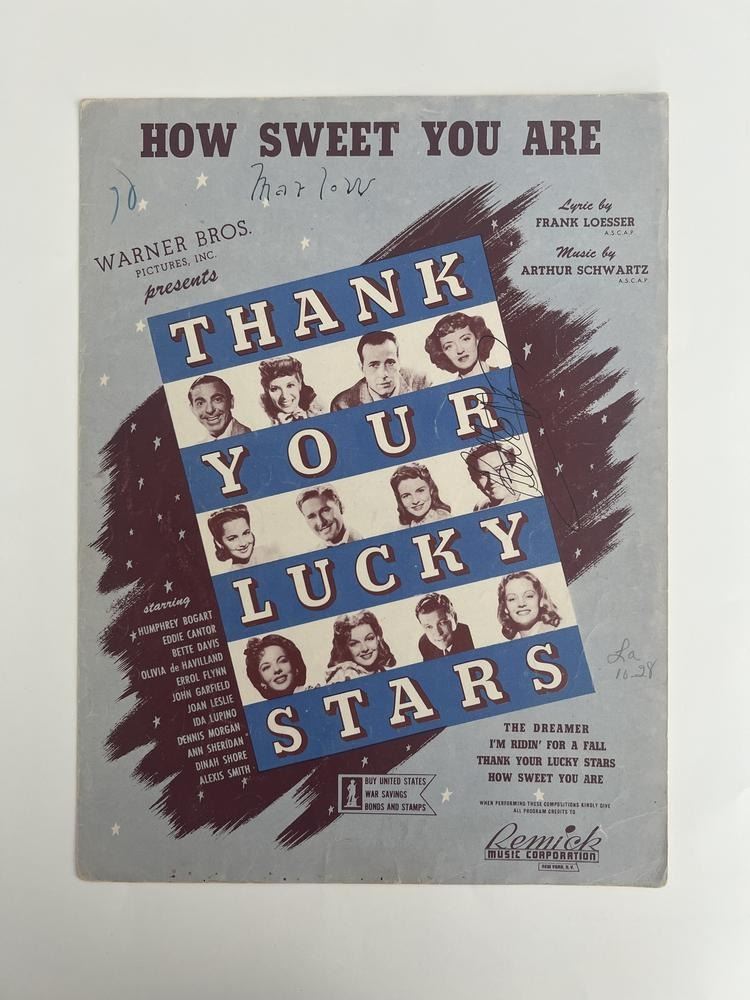 HOW SWEET YOU ARE
Marlow
Lyric by
FRANK LOESSER
A.S.C.A.P.
Music by
ARTHUR SCHWARTZ
A.S.C.A.P.
WARNER BROS.
PICTURES, INC.
presents
THANK
YOUR
LUCKY
STARS
starring
HUMPHREY BOGART
EDDIE CANTOR
BETTE DAVIS
OLIVIA de HAVILLAND
ERROL FLYNN
JOHN GARFIELD
JOAN LESLIE
IDA LUPINO
DENNIS MORGAN
ANN SHERIDAN
DINAH SHORE
ALEXIS SMITH
La
10-28
THE DREAMER
I'M RIDIN' FOR A FALL
THANK YOUR LUCKY STARS
HOW SWEET YOU ARE
BUY UNITED STATES
WAR SAVINGS
BONDS AND STAMPS
WHEN PERFORMING THESE COMPOSITIONS KINDLY GIVE
ALL PROGRAM CREDITS TO
Remick
MUSIC CORPORATION
NEW YORK, N.Y.